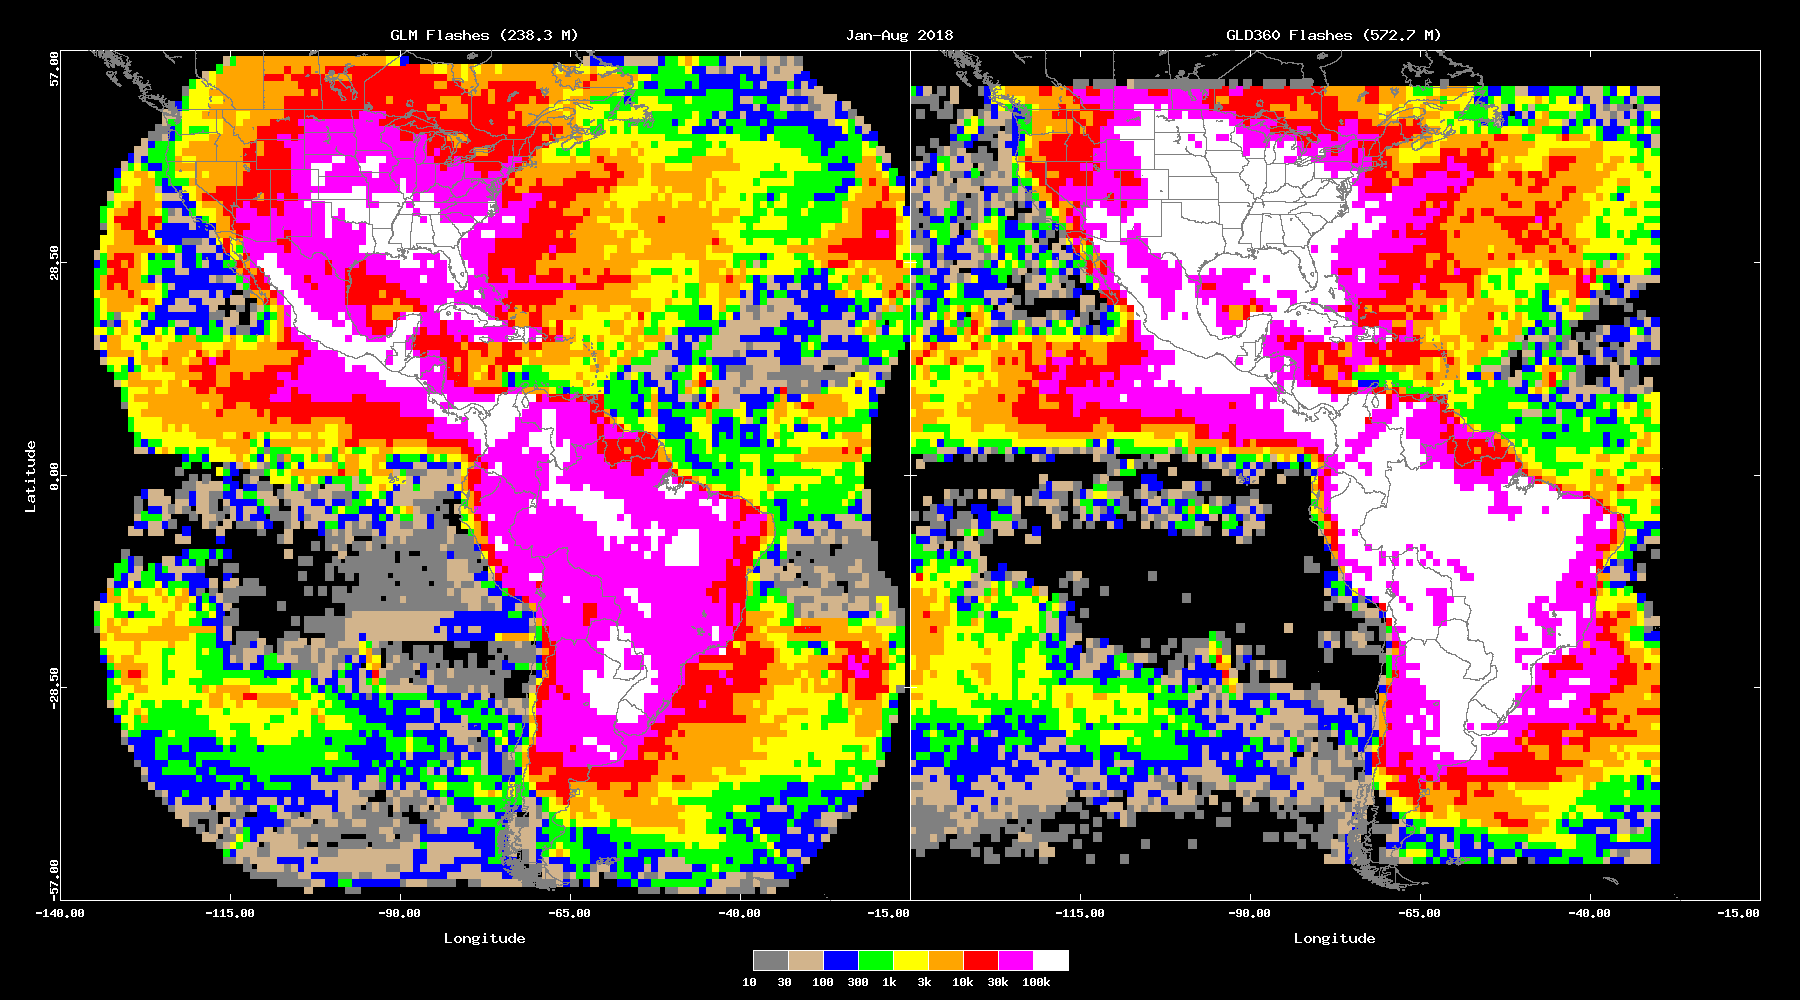 GLM Flashes (238.3 M)
Jan-Aug 2018
GLD360 Flashes (572.7 M)
57.00
28.50
0.00
-28.50
-57.00
Latitude
-140.00 -115.00 -90.00 -65.00 -40.00 -15.00
-115.00 -90.00 -65.00 -40.00 -15.00
Longitude
Longitude
10 30 100 300 1k 3k 10k 30k 100k